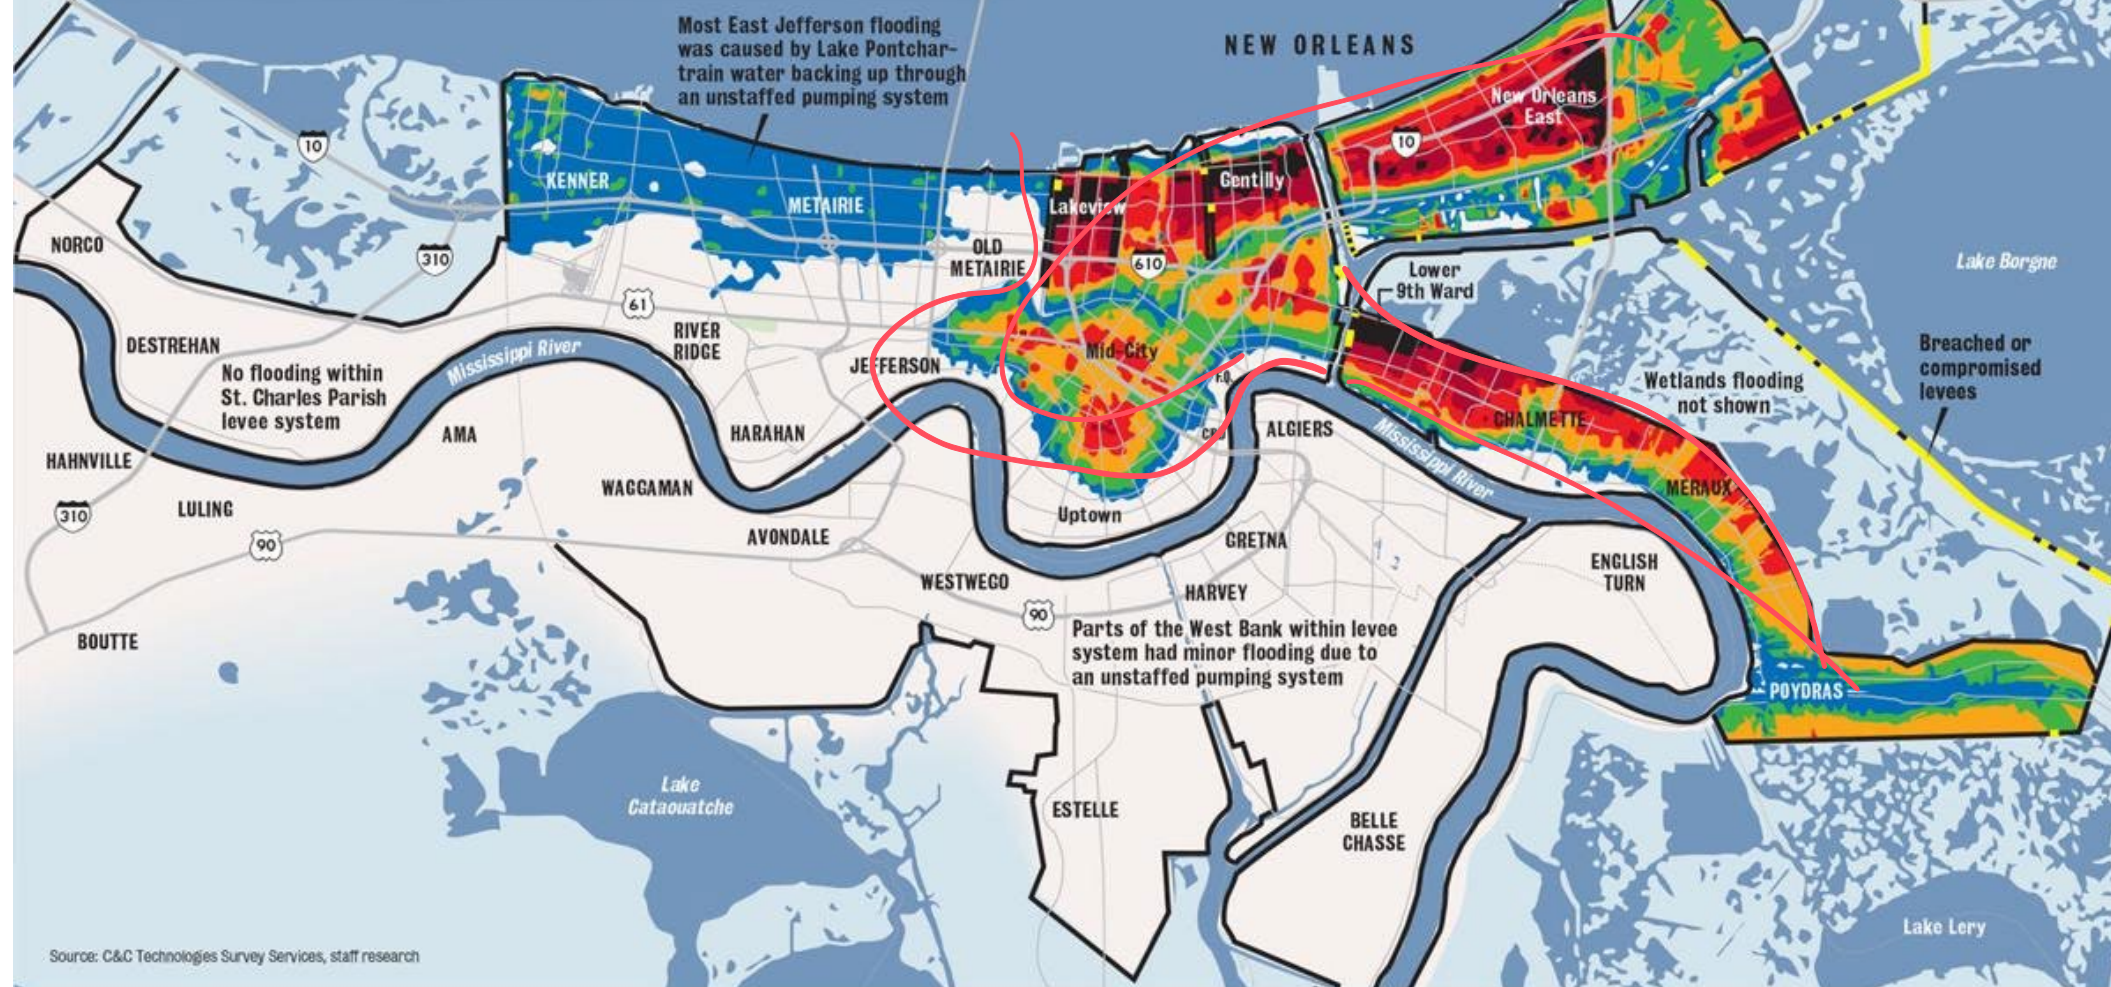 Most East Jefferson flooding
was caused by Lake Pontchar-
train water backing up through
an unstaffed pumping system
NEW ORLEANS
New Orleans
East
10
10
KENNER
METAIRIE
Lakeview
Gentilly
NORCO
310
OLD
METAIRIE
610
Lower
9th Ward
Lake Borgne
61
DESTREHAN
RIVER
RIDGE
Mississippi River
JEFFERSON
Mid-City
F.Q.
No flooding within
St. Charles Parish
levee system
Breached or
compromised
levees
Wetlands flooding
not shown
AMA
HARAHAN
CBD
ALGIERS
CHALMETTE
Mississippi River
HAHNVILLE
WAGGAMAN
MERAUX
310
LULING
Uptown
90
AVONDALE
GRETNA
ENGLISH
TURN
WESTWEGO
HARVEY
90
BOUTTE
Parts of the West Bank within levee
system had minor flooding due to
an unstaffed pumping system
POYDRAS
Lake
Cataouatche
ESTELLE
BELLE
CHASSE
Lake Lery
Source: C&C Technologies Survey Services, staff research